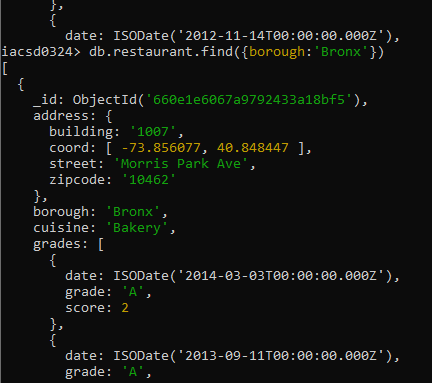 },
{
date: ISODate('2012-11-14T00:00:00.000Z'),
iacsd0324> db.restaurant.find({borough:'Bronx'})
[
{
_id: ObjectId('660e1e6067a9792433a18bf5'),
address: {
building: '1007',
coord: [ -73.856077, 40.848447 ],
street: 'Morris Park Ave',
zipcode: '10462'
},
borough: 'Bronx',
cuisine: 'Bakery',
grades: [
{
date: ISODate('2014-03-03T00:00:00.000Z'),
grade: 'A',
score: 2
},
{
date: ISODate('2013-09-11T00:00:00.000Z'),
grade: 'A',